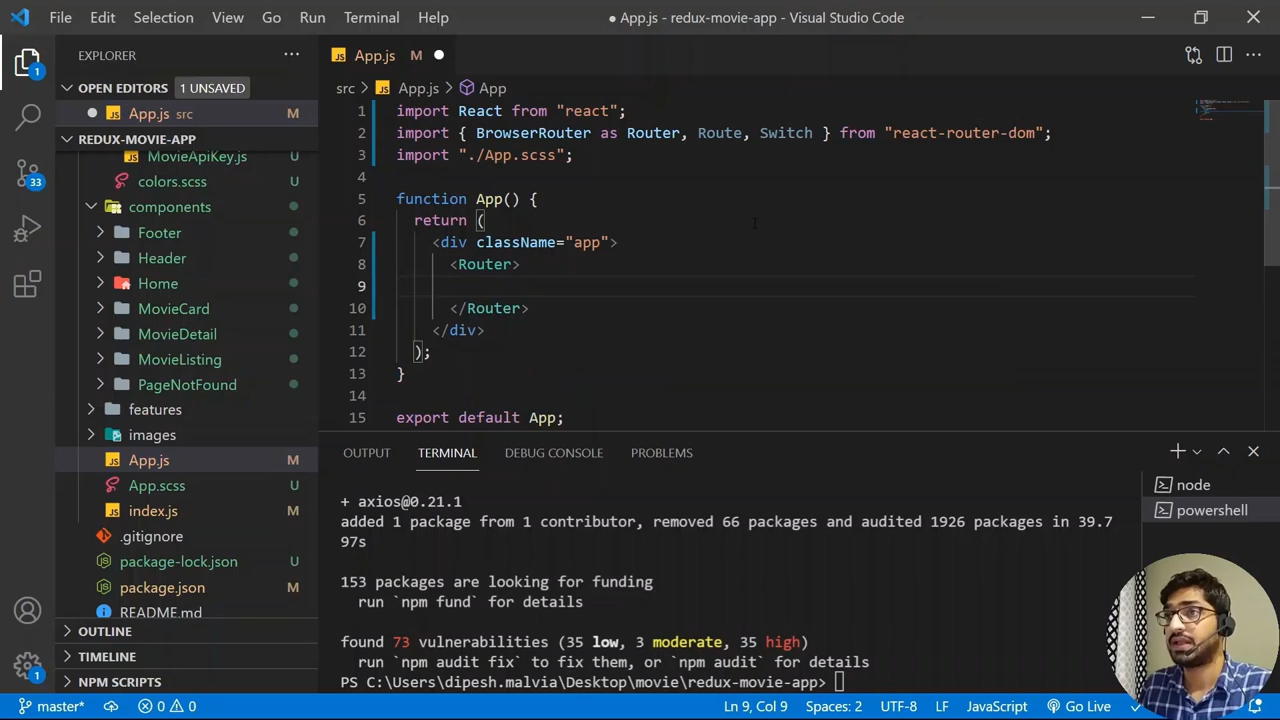 File Edit Selection View Go Run Terminal Help
● App.js - redux-movie-app - Visual Studio Code
EXPLORER
OPEN EDITORS 1 UNSAVED
App.js src M
REDUX-MOVIE-APP
MovieApiKey.js U
colors.scss U
components
Footer
Header
Home
MovieCard
MovieDetail
MovieListing
PageNotFound
features
images
App.js M
App.scss U
index.js M
.gitignore
package-lock.json U
package.json M
README.md
OUTLINE
TIMELINE
NPM SCRIPTS
1
33
1
App.js M
src > App.js > App
1 import React from "react";
2 import { BrowserRouter as Router, Route, Switch } from "react-router-dom";
3 import "./App.scss";
4
5 function App() {
6 return (
7 <div className="app">
8 <Router>
9
10 </Router>
11 </div>
12 );
13 }
14
15 export default App;
OUTPUT TERMINAL DEBUG CONSOLE PROBLEMS
+ axios@0.21.1
added 1 package from 1 contributor, removed 66 packages and audited 1926 packages in 39.7
97s
153 packages are looking for funding
run `npm fund` for details
found 73 vulnerabilities (35 low, 3 moderate, 35 high)
run `npm audit fix` to fix them, or `npm audit` for details
PS C:\Users\dipesh.malvia\Desktop\movie\redux-movie-app>
node
powershell
master* 0 0 Ln 9, Col 9 Spaces: 2 UTF-8 LF JavaScript Go Live